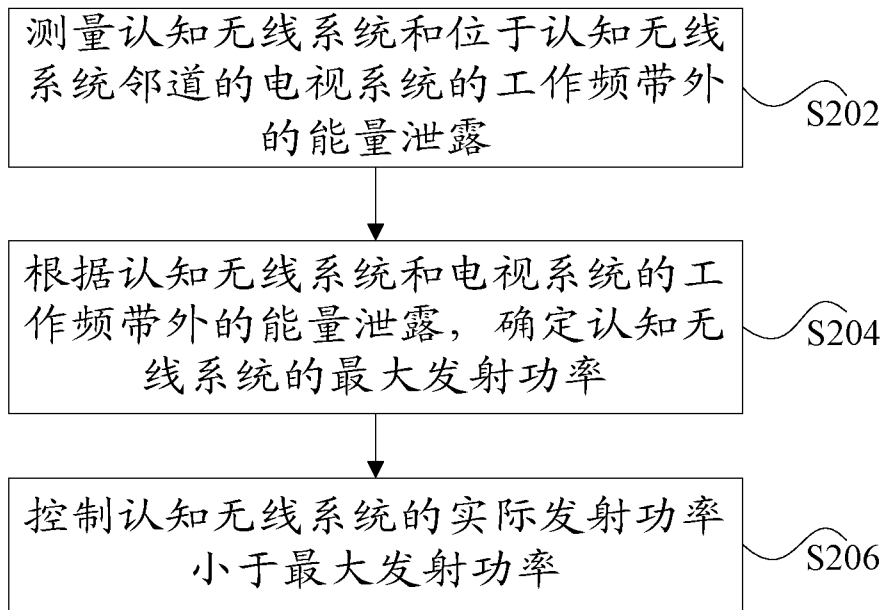 测量认知无线系统和位于认知无线
系统邻道的电视系统的工作频带外
的能量泄露
S202
根据认知无线系统和电视系统的工
作频带外的能量泄露，确定认知无
线系统的最大发射功率
S204
控制认知无线系统的实际发射功率
小于最大发射功率
S206